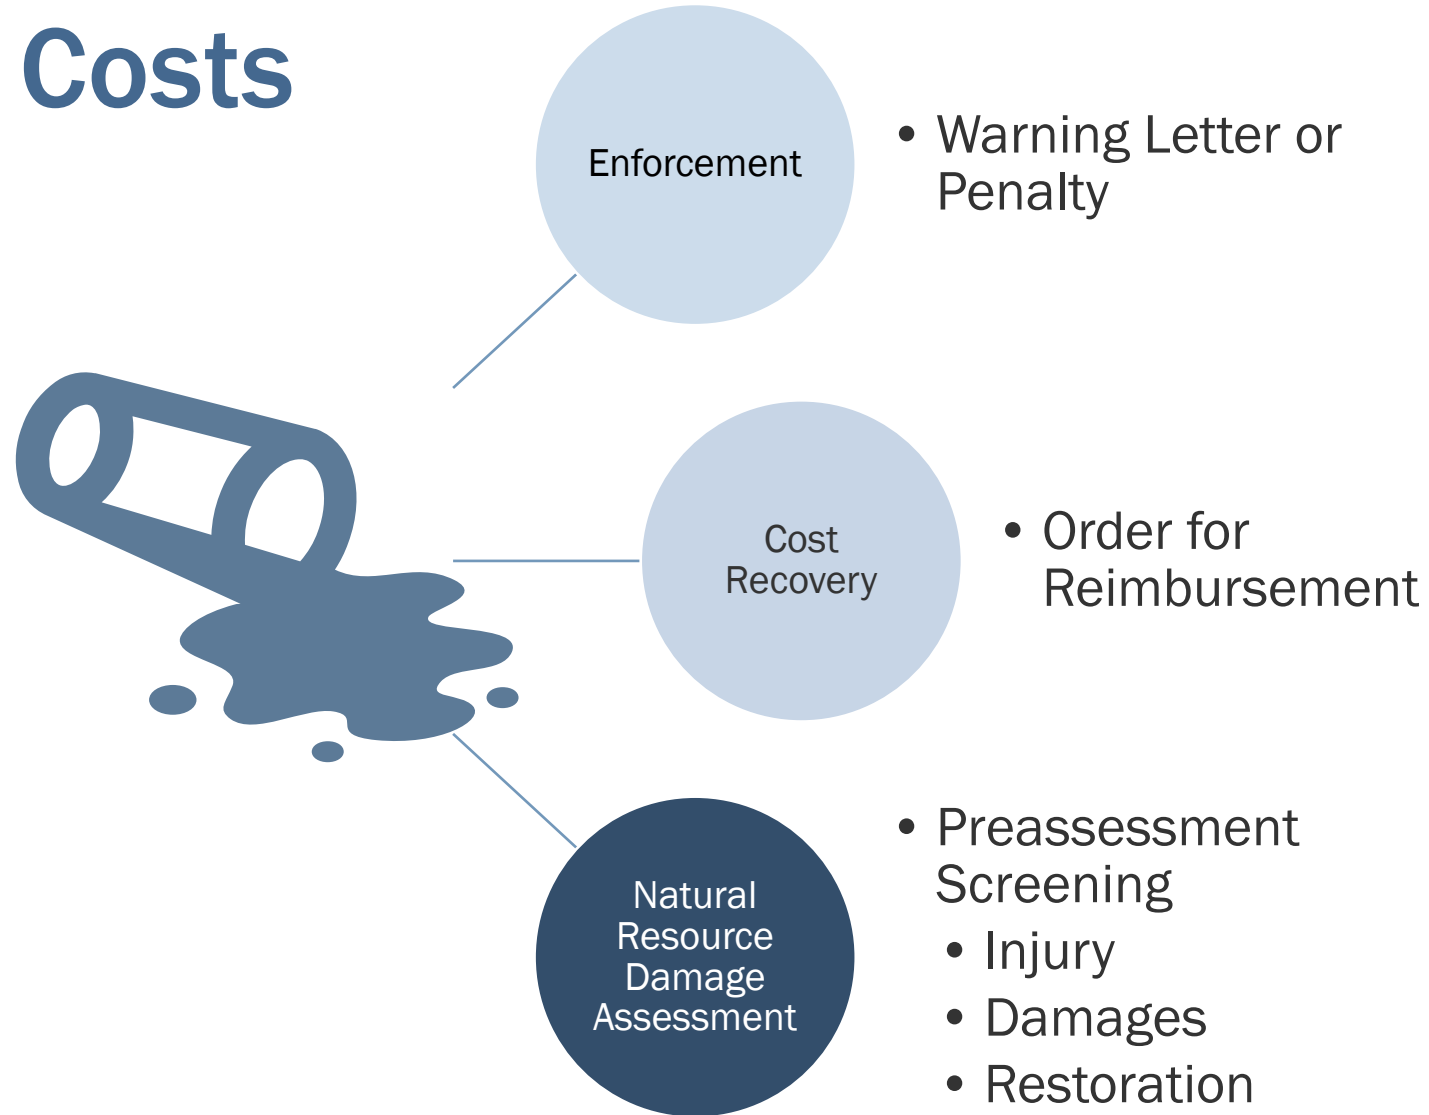 Costs
Enforcement
• Warning Letter or
Penalty
Cost
Recovery
• Order for
Reimbursement
Natural
Resource
Damage
Assessment
• Preassessment
Screening
• Injury
• Damages
• Restoration